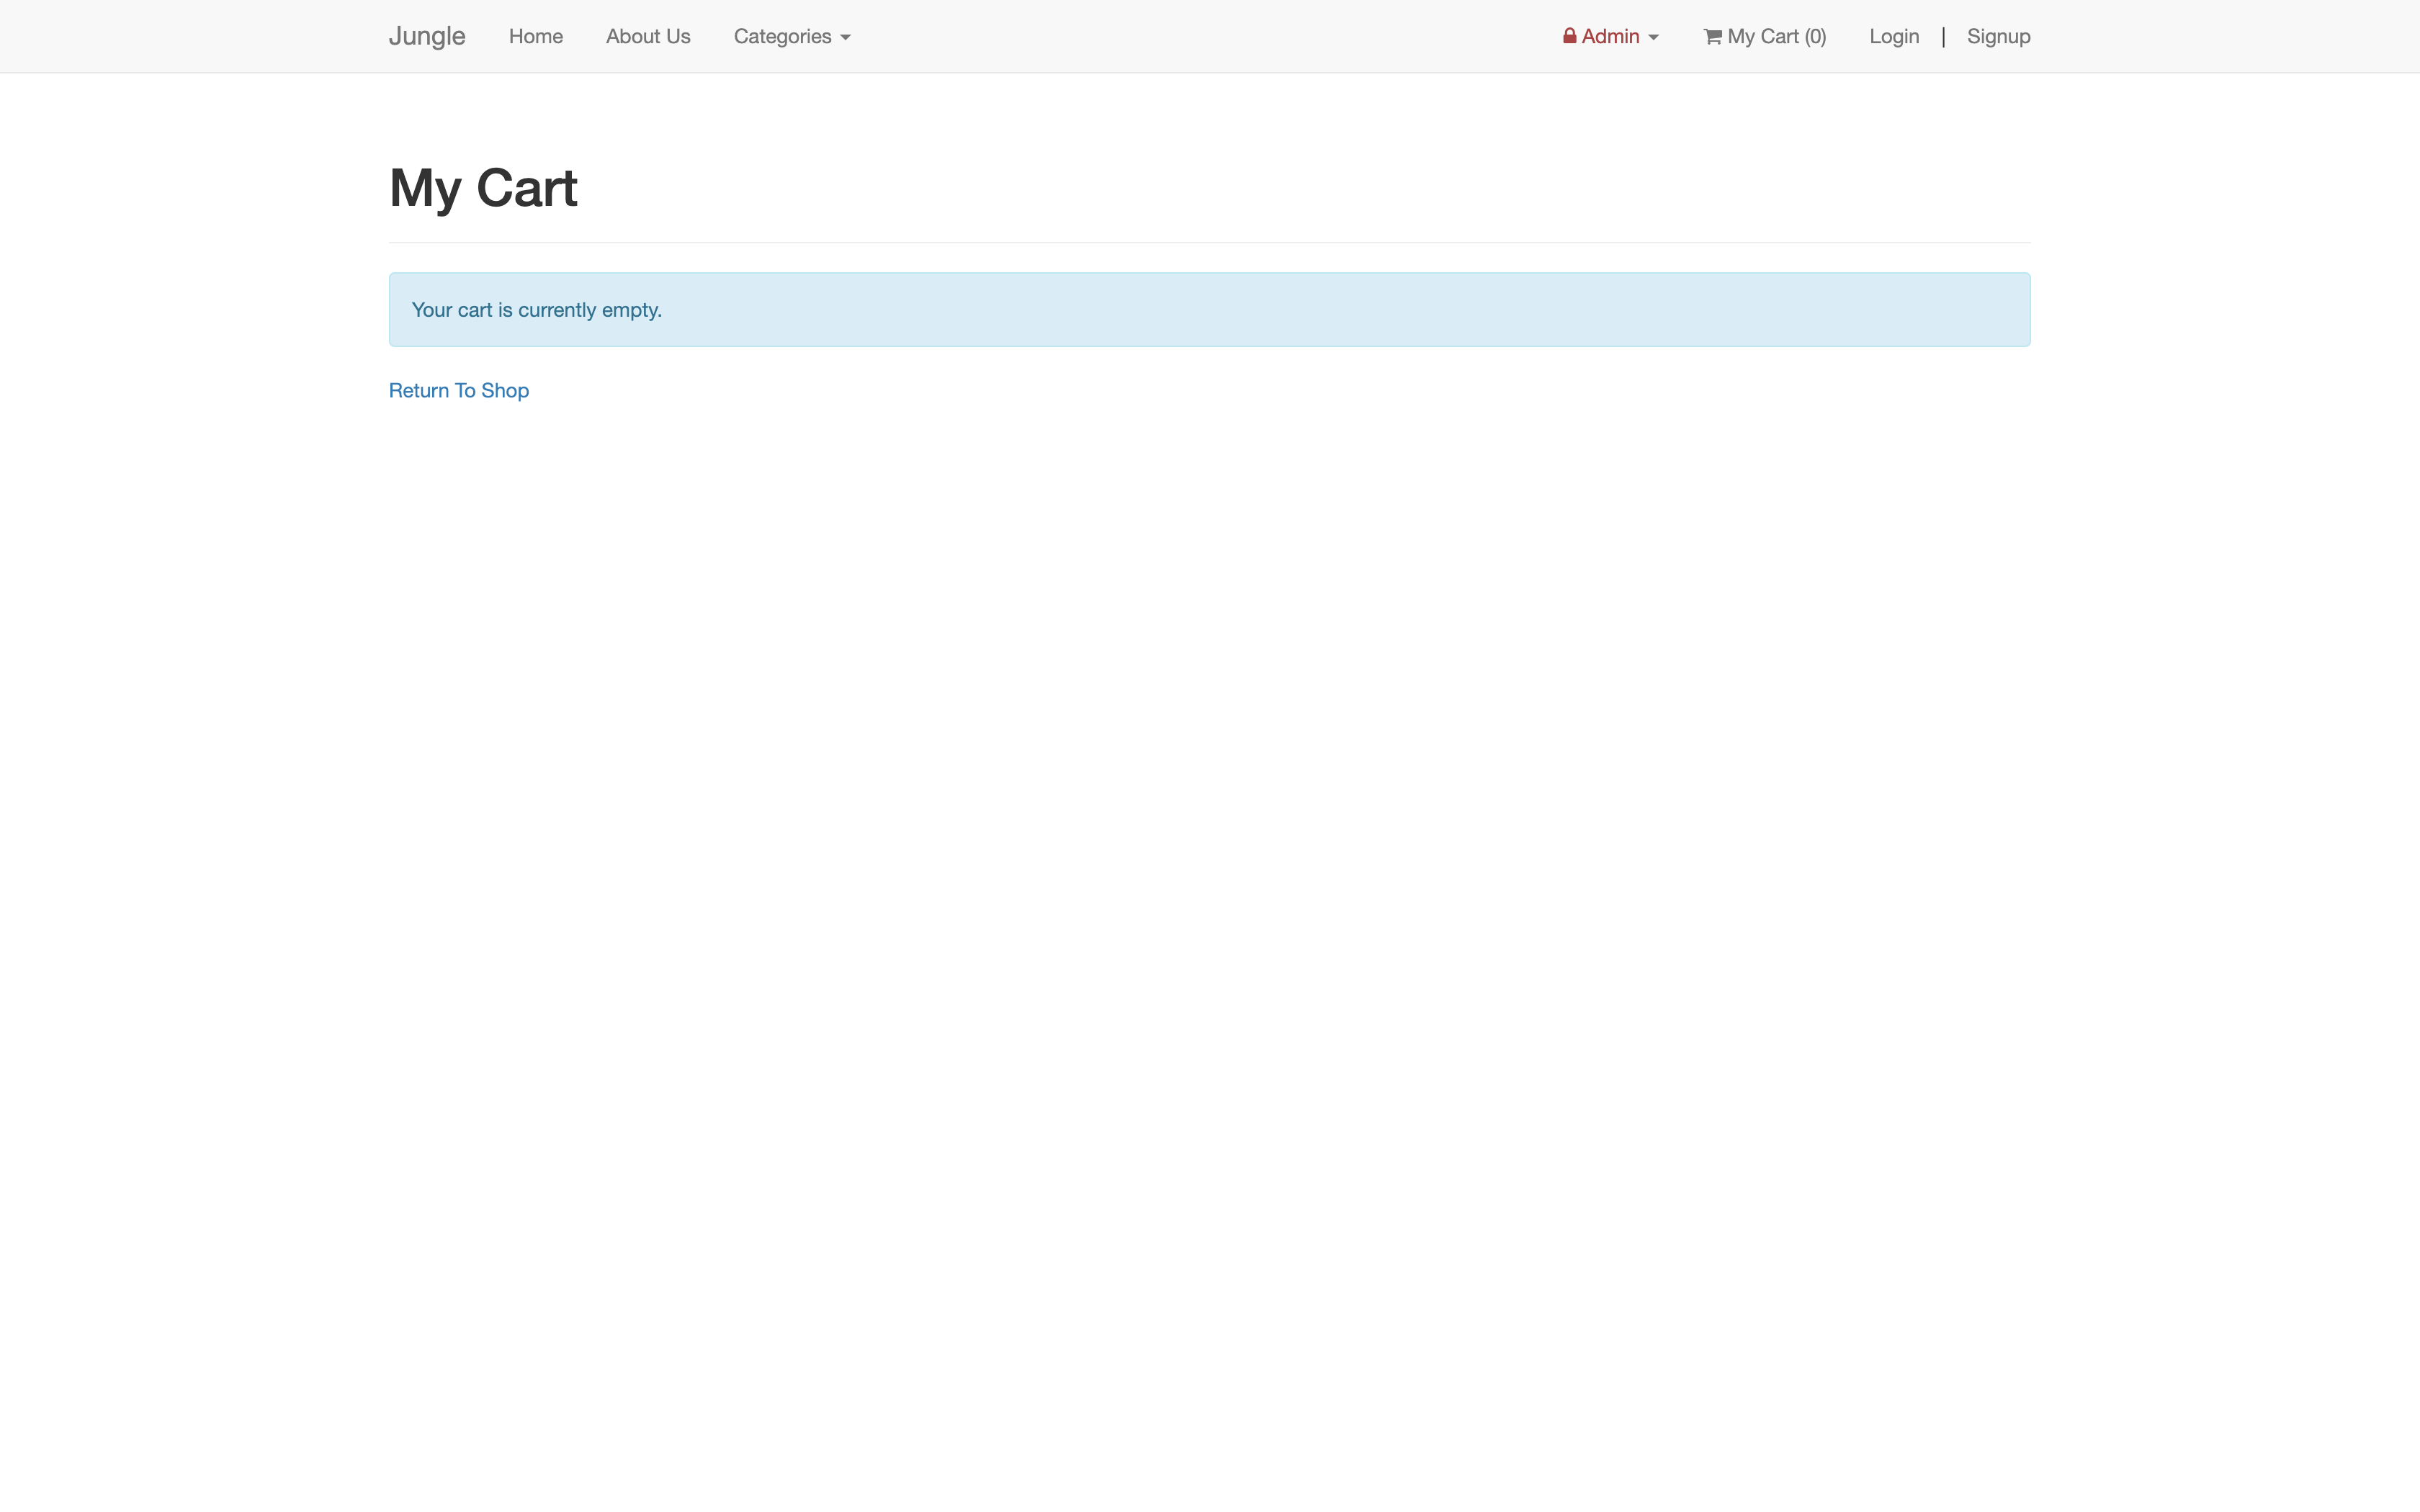 Jungle Home About Us Categories Admin My Cart (0) Login | Signup
My Cart
Your cart is currently empty.
Return To Shop